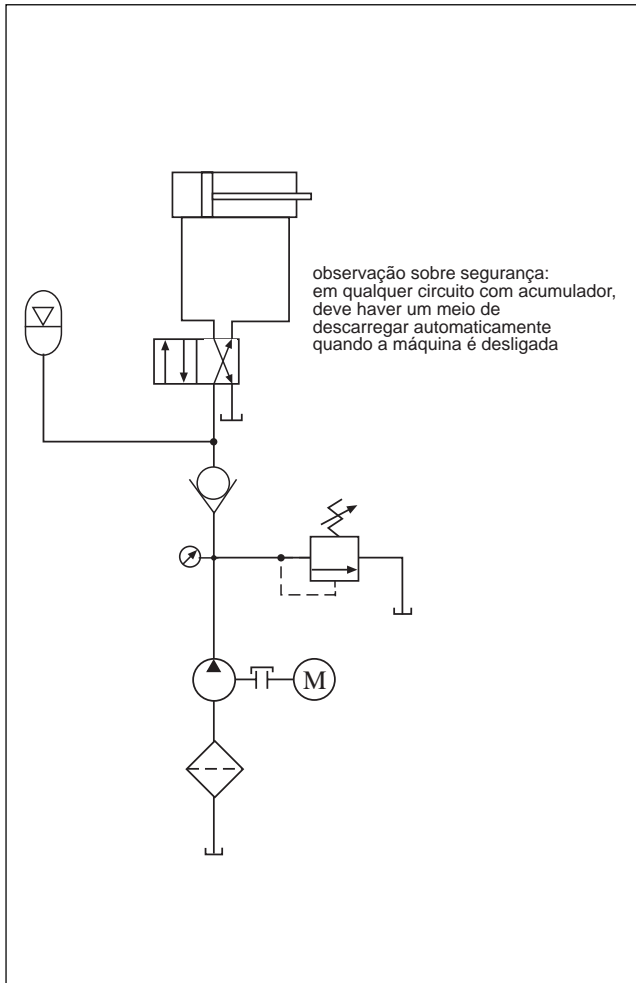 observação sobre segurança:
em qualquer circuito com acumulador,
deve haver um meio de
descarregar automaticamente
quando a máquina é desligada
M